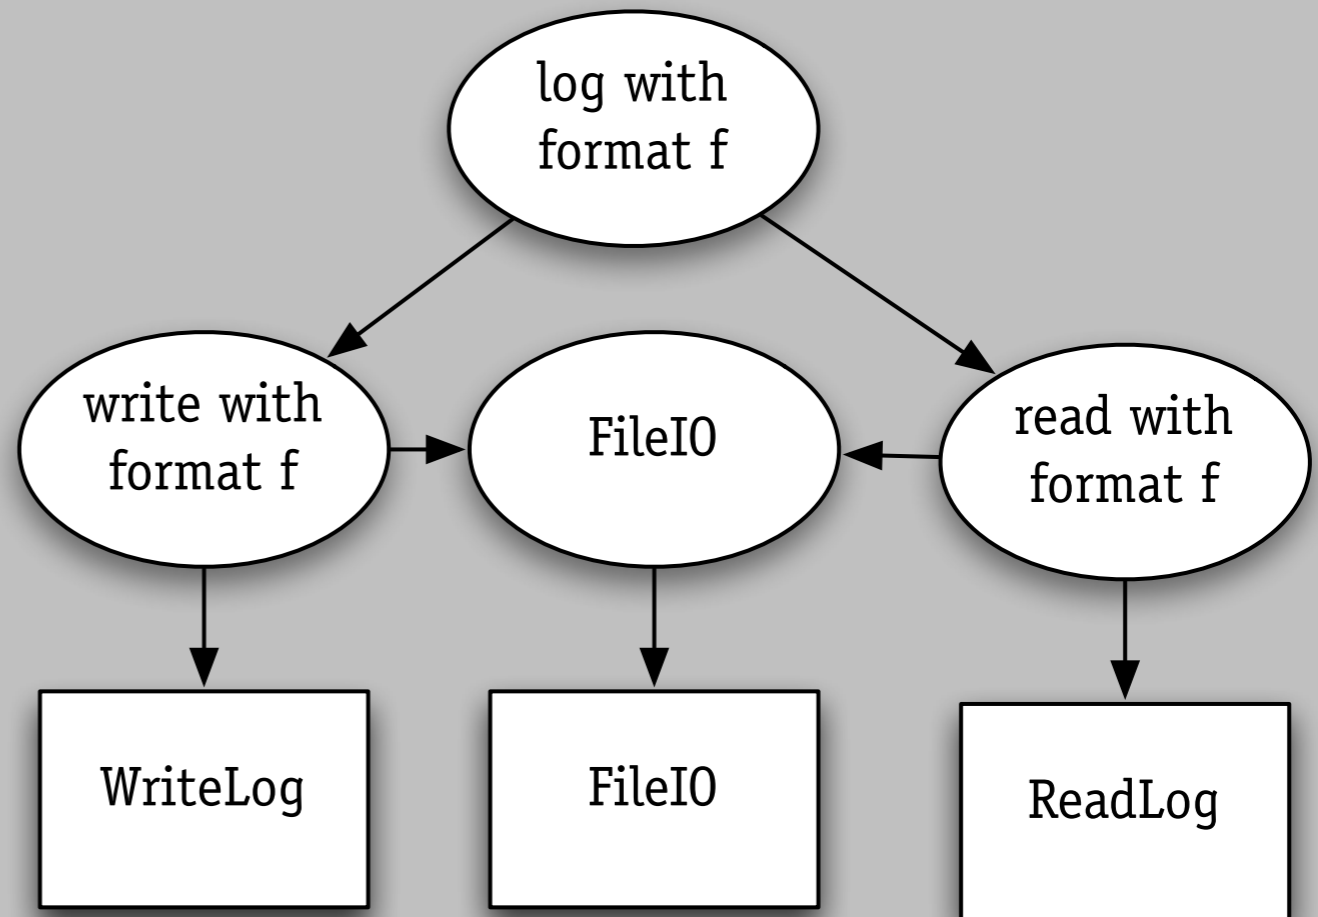 log with
format f
write with
format f
FileIO
read with
format f
WriteLog
FileIO
ReadLog